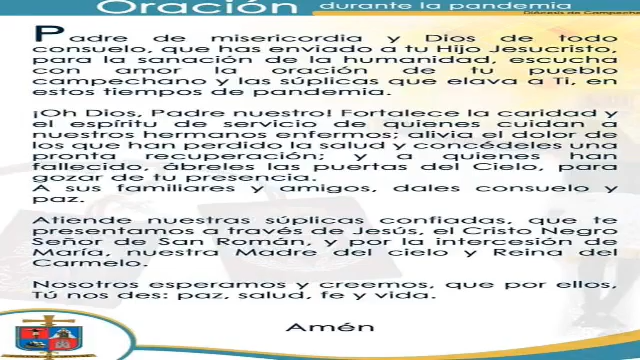 Oración durante la pandemia
Diócesis de Campeche
Padre de misericordia y Dios de todo
consuelo, que has enviado a tu Hijo Jesucristo,
para la sanación de la humanidad, escucha
con amor la oración de tu pueblo
campechano y las súplicas que elava a Ti, en
estos tiempos de pandemia.
¡Oh Dios, Padre nuestro! Fortalece la caridad y
el espíritu de servicio de quienes cuidan a
nuestros hermanos enfermos; alivia el dolor de
los que han perdido la salud y concédeles una
pronta recuperación; y a quienes han
fallecido, ábreles las puertas del Cielo, para
gozar de tu presencia.
A sus familiares y amigos, dales consuelo y
paz.
Atiende nuestras súplicas confiadas, que te
presentamos a través de Jesús, el Cristo Negro
Señor de San Román, y por la intercesión de
María, nuestra Madre del cielo y Reina del
Carmelo.
Nosotros esperamos y creemos, que por ellos,
Tú nos des: paz, salud, fe y vida.
Amén